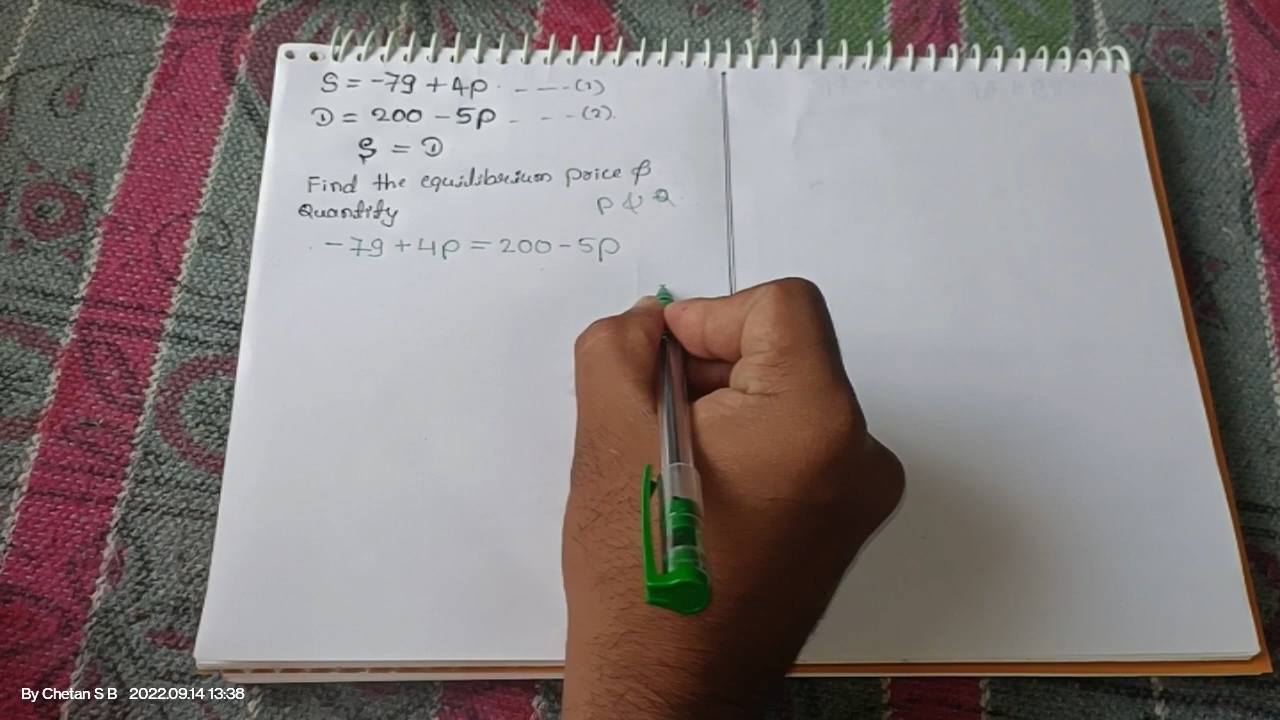 S = -79 + 4p - - - - (1)
D = 200 - 5p - - - - (2).
S = D
Find the equilibrium price &
Quantity
P & Q.
-79 + 4p = 200 - 5p
By Chetan S B 2022.09.14 13:38